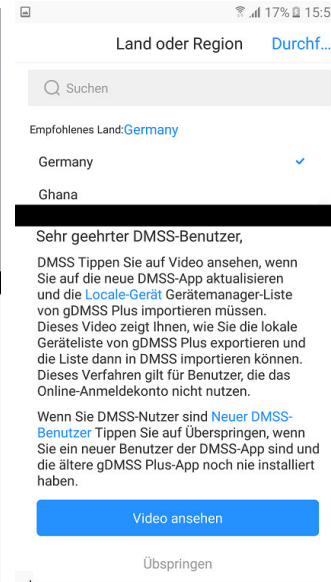 17% 15:5
Land oder Region Durchf...
Suchen
Empfohlenes Land:Germany
Germany
Ghana
Sehr geehrter DMSS-Benutzer,
DMSS Tippen Sie auf Video ansehen, wenn
Sie auf die neue DMSS-App aktualisieren
und die Locale-Gerät Gerätemanager-Liste
von gDMSS Plus importieren müssen.
Dieses Video zeigt Ihnen, wie Sie die lokale
Geräteliste von gDMSS Plus exportieren und
die Liste dann in DMSS importieren können.
Dieses Verfahren gilt für Benutzer, die das
Online-Anmeldekonto nicht nutzen.
Wenn Sie DMSS-Nutzer sind Neuer DMSS-
Benutzer Tippen Sie auf Überspringen, wenn
Sie ein neuer Benutzer der DMSS-App sind und
die ältere gDMSS Plus-App noch nie installiert
haben.
Video ansehen
Übspringen